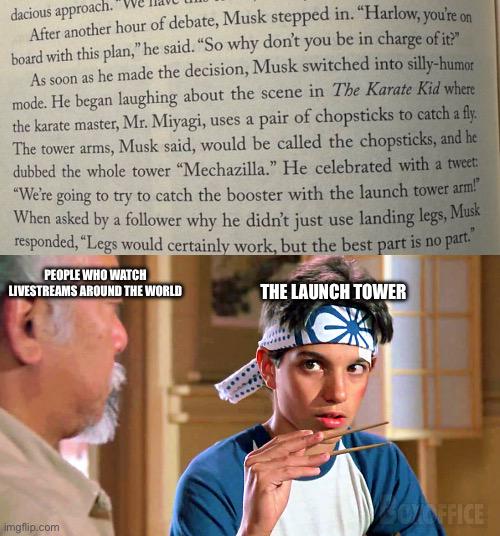 dacious approach. "We have
After another hour of debate, Musk stepped in. "Harlow, you're on
board with this plan," he said. "So why don't you be in charge of it?"
As soon as he made the decision, Musk switched into silly-humor
mode. He began laughing about the scene in The Karate Kid where
the karate master, Mr. Miyagi, uses a pair of chopsticks to catch a fly.
The tower arms, Musk said, would be called the chopsticks, and he
dubbed the whole tower "Mechazilla." He celebrated with a tweet:
"We're going to try to catch the booster with the launch tower arm!"
When asked by a follower why he didn't just use landing legs, Musk
responded, "Legs would certainly work, but the best part is no part."
PEOPLE WHO WATCH
LIVESTREAMS AROUND THE WORLD
THE LAUNCH TOWER
BOXOFFICE
imgflip.com